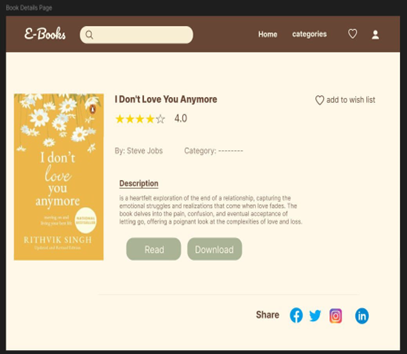 Book Details Page
E-Books
Home
categories
I Don't Love You Anymore
add to wish list
4.0
By: Steve Jobs
Category: --------
I don't
love
you
anymore
RITHVIK SINGH
Description
is a heartfelt exploration of the end of a relationship, capturing the
emotional struggles and realizations that come when love fades. The
book delves into the pain, confusion, and eventual acceptance of
letting go, offering a poignant look at the complexities of love and loss.
Read
Download
Share